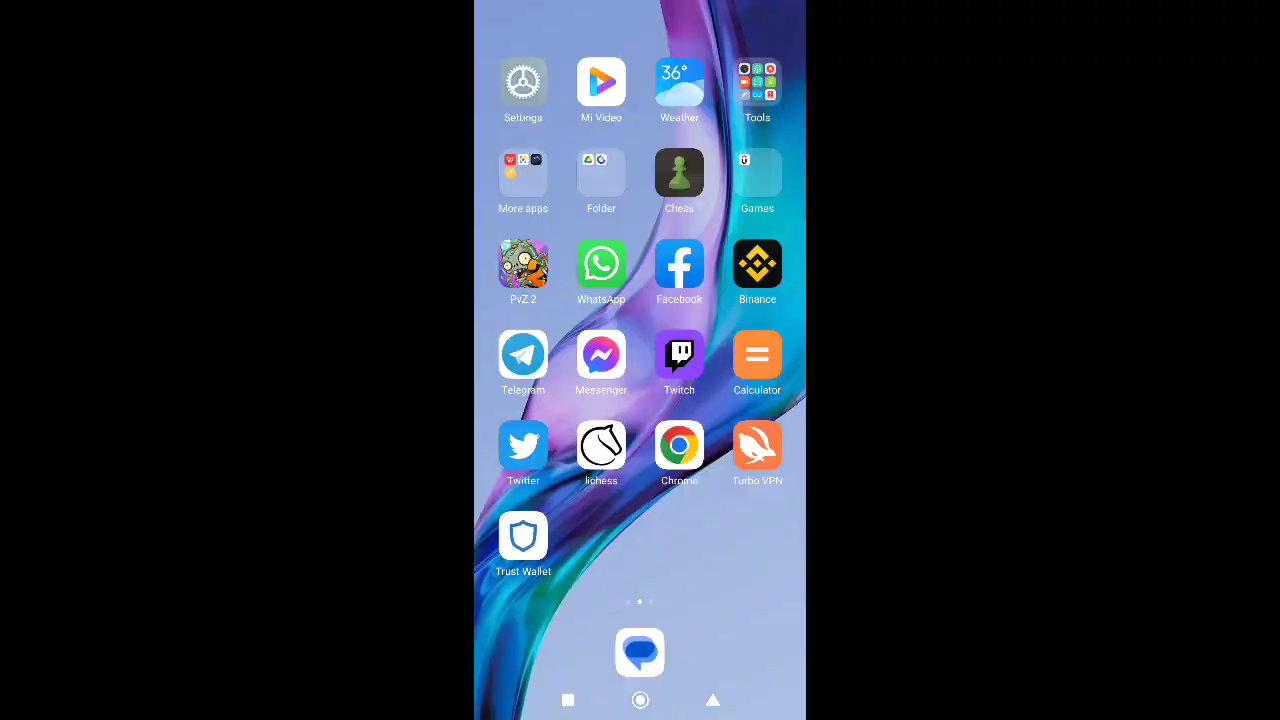 Settings
Mi Video
36°
Weather
Tools
More apps
Folder
Chess
Games
PvZ 2
WhatsApp
Facebook
Binance
Telegram
Messenger
Twitch
Calculator
Twitter
lichess
Chrome
Turbo VPN
Trust Wallet